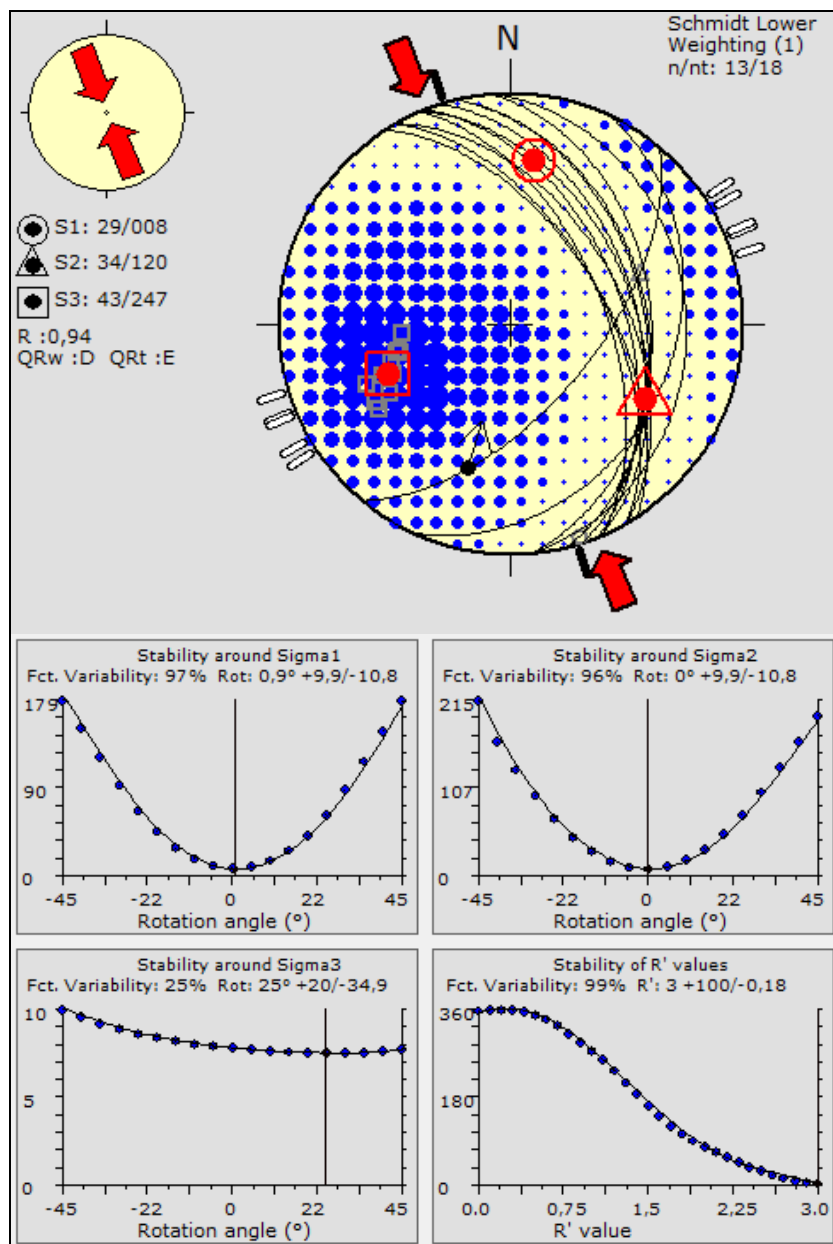 Schmidt Lower
Weighting (1)
n/nt: 13/18
N
S1: 29/008
S2: 34/120
S3: 43/247
R :0,94
QRw :D QRt :E
Stability around Sigma1
Fct. Variability: 97% Rot: 0,9° +9,9/-10,8
179
90
0
-45 -22 0 22 45
Rotation angle (°)
Stability around Sigma2
Fct. Variability: 96% Rot: 0° +9,9/-10,8
215
107
0
-45 -22 0 22 45
Rotation angle (°)
Stability around Sigma3
Fct. Variability: 25% Rot: 25° +20/-34,9
10
5
0
-45 -22 0 22 45
Rotation angle (°)
Stability of R' values
Fct. Variability: 99% R': 3 +100/-0,18
360
180
0
0.0 0,75 1,5 2,25 3.0
R' value